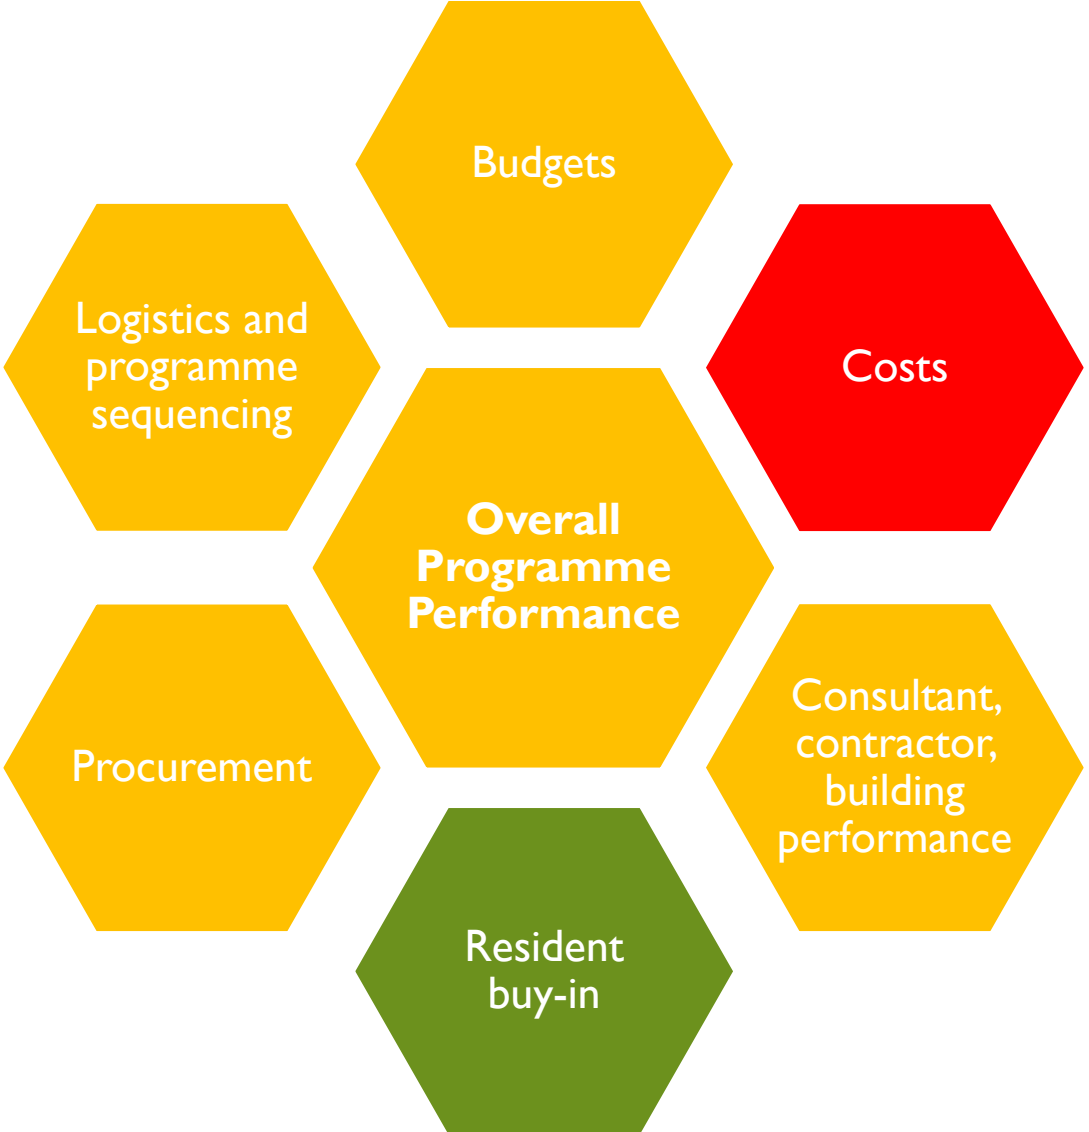 Budgets
Logistics and
programme
sequencing
Costs
Overall
Programme
Performance
Procurement
Consultant,
contractor,
building
performance
Resident
buy-in